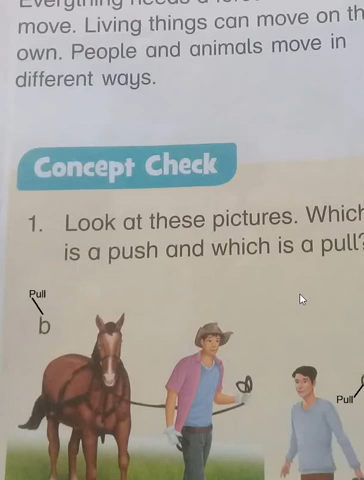 move. Living things can move on
own. People and animals move in
different ways.
Concept Check
1. Look at these pictures. Which
is a push and which is a pull?
Pull
b
Pull